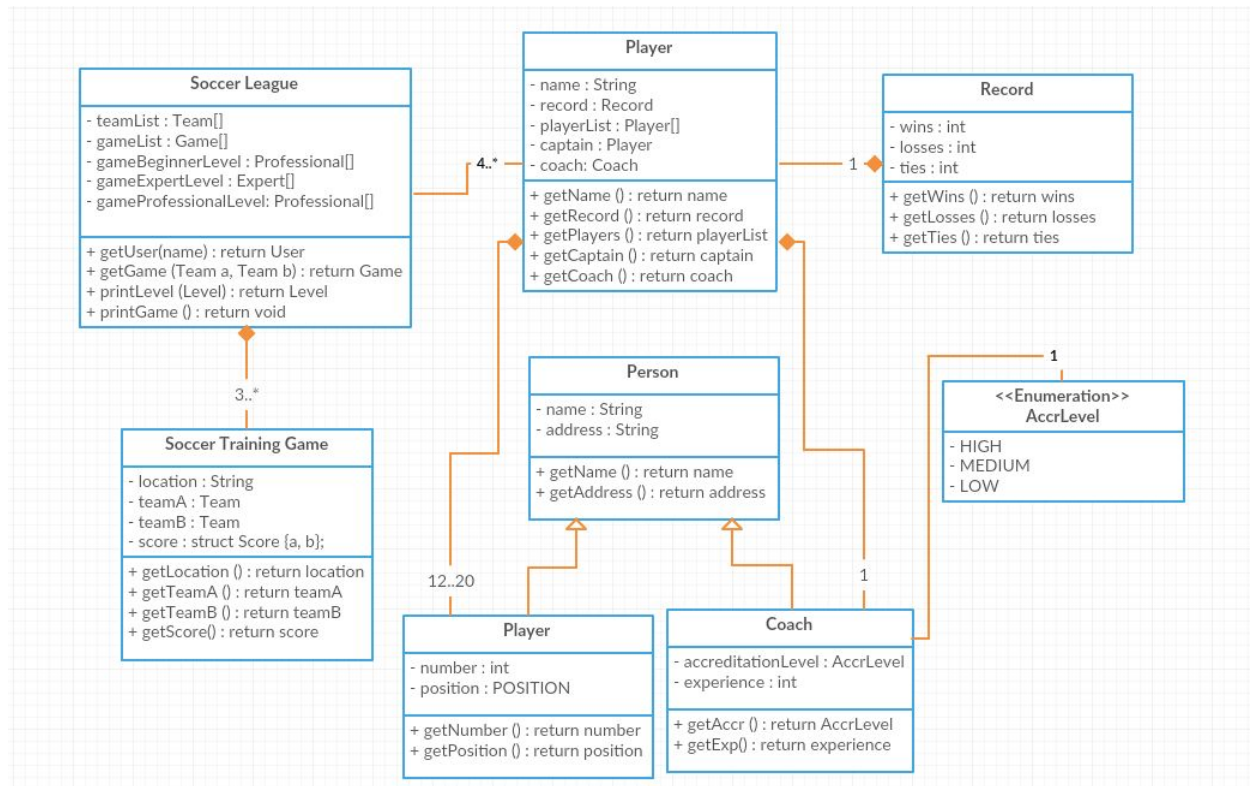 Soccer League
- teamList : Team[]
- gameList : Game[]
- gameBeginnerLevel : Professional[]
- gameExpertLevel : Expert[]
- gameProfessionalLevel: Professional[]
+ getUser(name) : return User
+ getGame (Team a, Team b) : return Game
+ printLevel (Level) : return Level
+ printGame () : return void
4..*
Player
- name : String
- record : Record
- playerList : Player[]
- captain : Player
- coach: Coach
+ getName () : return name
+ getRecord () : return record
+ getPlayers () : return playerList
+ getCaptain () : return captain
+ getCoach () : return coach
1
Record
- wins : int
- losses : int
- ties : int
+ getWins () : return wins
+ getLosses () : return losses
+ getTies () : return ties
3..*
Soccer Training Game
- location : String
- teamA : Team
- teamB : Team
- score : struct Score {a, b};
+ getLocation () : return location
+ getTeamA () : return teamA
+ getTeamB () : return teamB
+ getScore() : return score
Person
- name : String
- address : String
+ getName () : return name
+ getAddress () : return address
1
<<Enumeration>>
AccrLevel
- HIGH
- MEDIUM
- LOW
12..20
1
Player
- number : int
- position : POSITION
+ getNumber () : return number
+ getPosition () : return position
Coach
- accreditationLevel : AccrLevel
- experience : int
+ getAccr () : return AccrLevel
+ getExp() : return experience